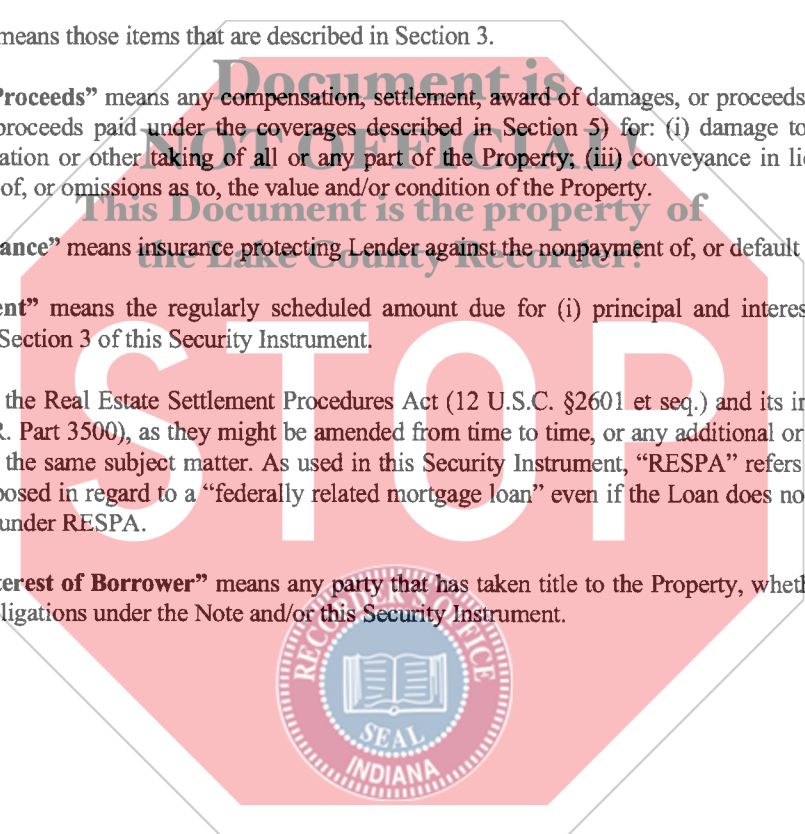 means those items that are described in Section 3.
Document is
Proceeds” means any compensation, settlement, award of damages, or proceeds
proceeds paid under the coverages described in Section 5) for: (i) damage to
NOT OFFICIAL!
ation or other taking of all or any part of the Property; (iii) conveyance in li
of, or omissions as to, the value and/or condition of the Property.
This Document is the property of
ance” means insurance protecting Lender against the nonpayment of, or default
the Lake County Recorder!
ent” means the regularly scheduled amount due for (i) principal and interes
Section 3 of this Security Instrument.
STOP
the Real Estate Settlement Procedures Act (12 U.S.C. §2601 et seq.) and its i
R. Part 3500), as they might be amended from time to time, or any additional or
the same subject matter. As used in this Security Instrument, “RESPA” refers
posed in regard to a “federally related mortgage loan” even if the Loan does no
under RESPA.
terest of Borrower” means any party that has taken title to the Property, wheth
ligations under the Note and/or this Security Instrument.
RECORDER'S OFFICE
SEAL
INDIANA